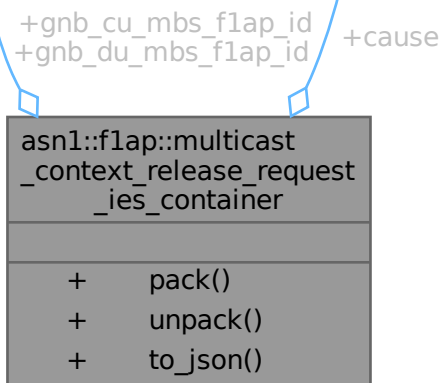 +gnb_cu_mbs_f1ap_id
+gnb_du_mbs_f1ap_id
+cause
asn1::f1ap::multicast
_context_release_request
_ies_container
+ pack()
+ unpack()
+ to_json()